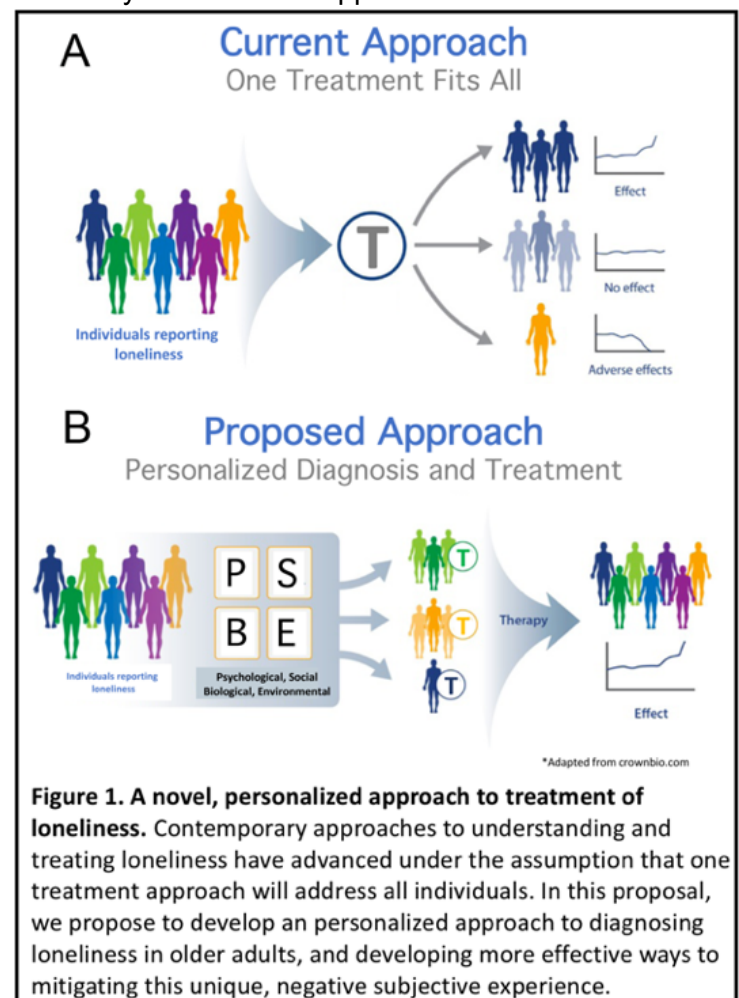 A
Current Approach
One Treatment Fits All
T
Effect
No effect
Adverse effects
Individuals reporting
loneliness
B
Proposed Approach
Personalized Diagnosis and Treatment
P S
B E
Individuals reporting
loneliness
Psychological, Social
Biological, Environmental
T
T
T
Therapy
Effect
*Adapted from crownbio.com
Figure 1. A novel, personalized approach to treatment of
loneliness. Contemporary approaches to understanding and
treating loneliness have advanced under the assumption that one
treatment approach will address all individuals. In this proposal,
we propose to develop an personalized approach to diagnosing
loneliness in older adults, and developing more effective ways to
mitigating this unique, negative subjective experience.